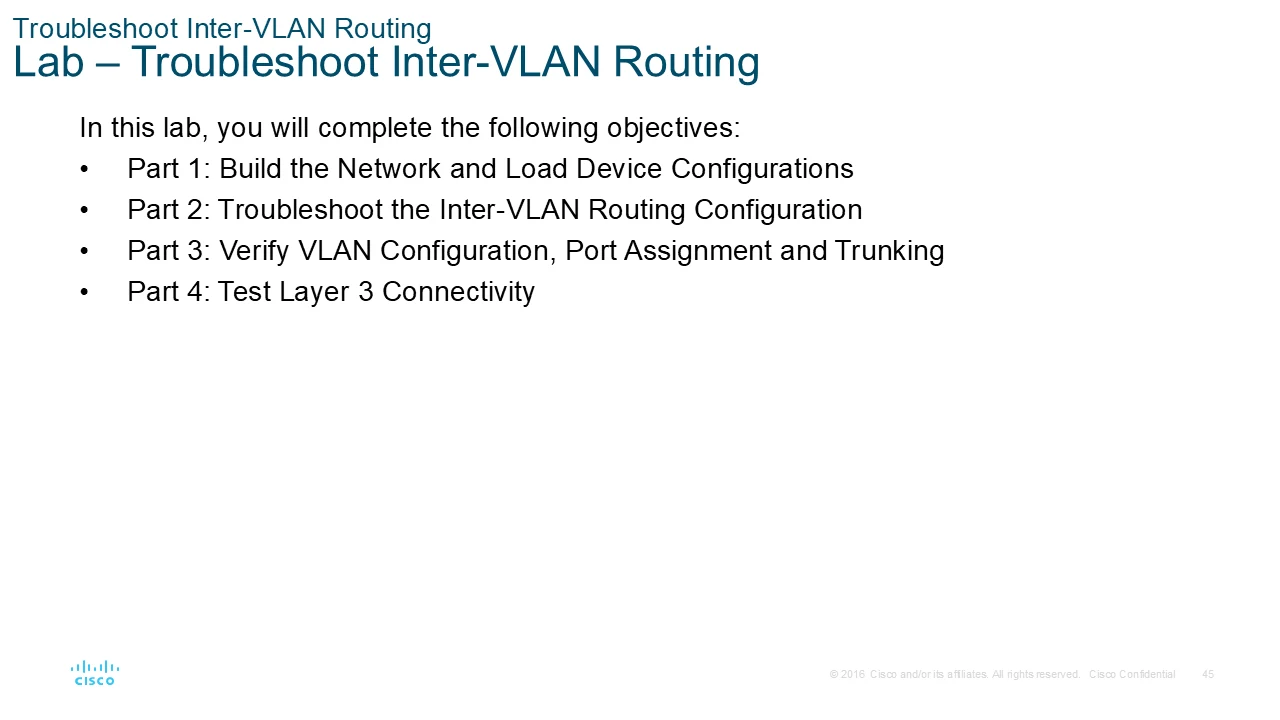 Troubleshoot Inter-VLAN Routing
Lab – Troubleshoot Inter-VLAN Routing
In this lab, you will complete the following objectives:
• Part 1: Build the Network and Load Device Configurations
• Part 2: Troubleshoot the Inter-VLAN Routing Configuration
• Part 3: Verify VLAN Configuration, Port Assignment and Trunking
• Part 4: Test Layer 3 Connectivity
CISCO
© 2016 Cisco and/or its affiliates. All rights reserved. Cisco Confidential 45